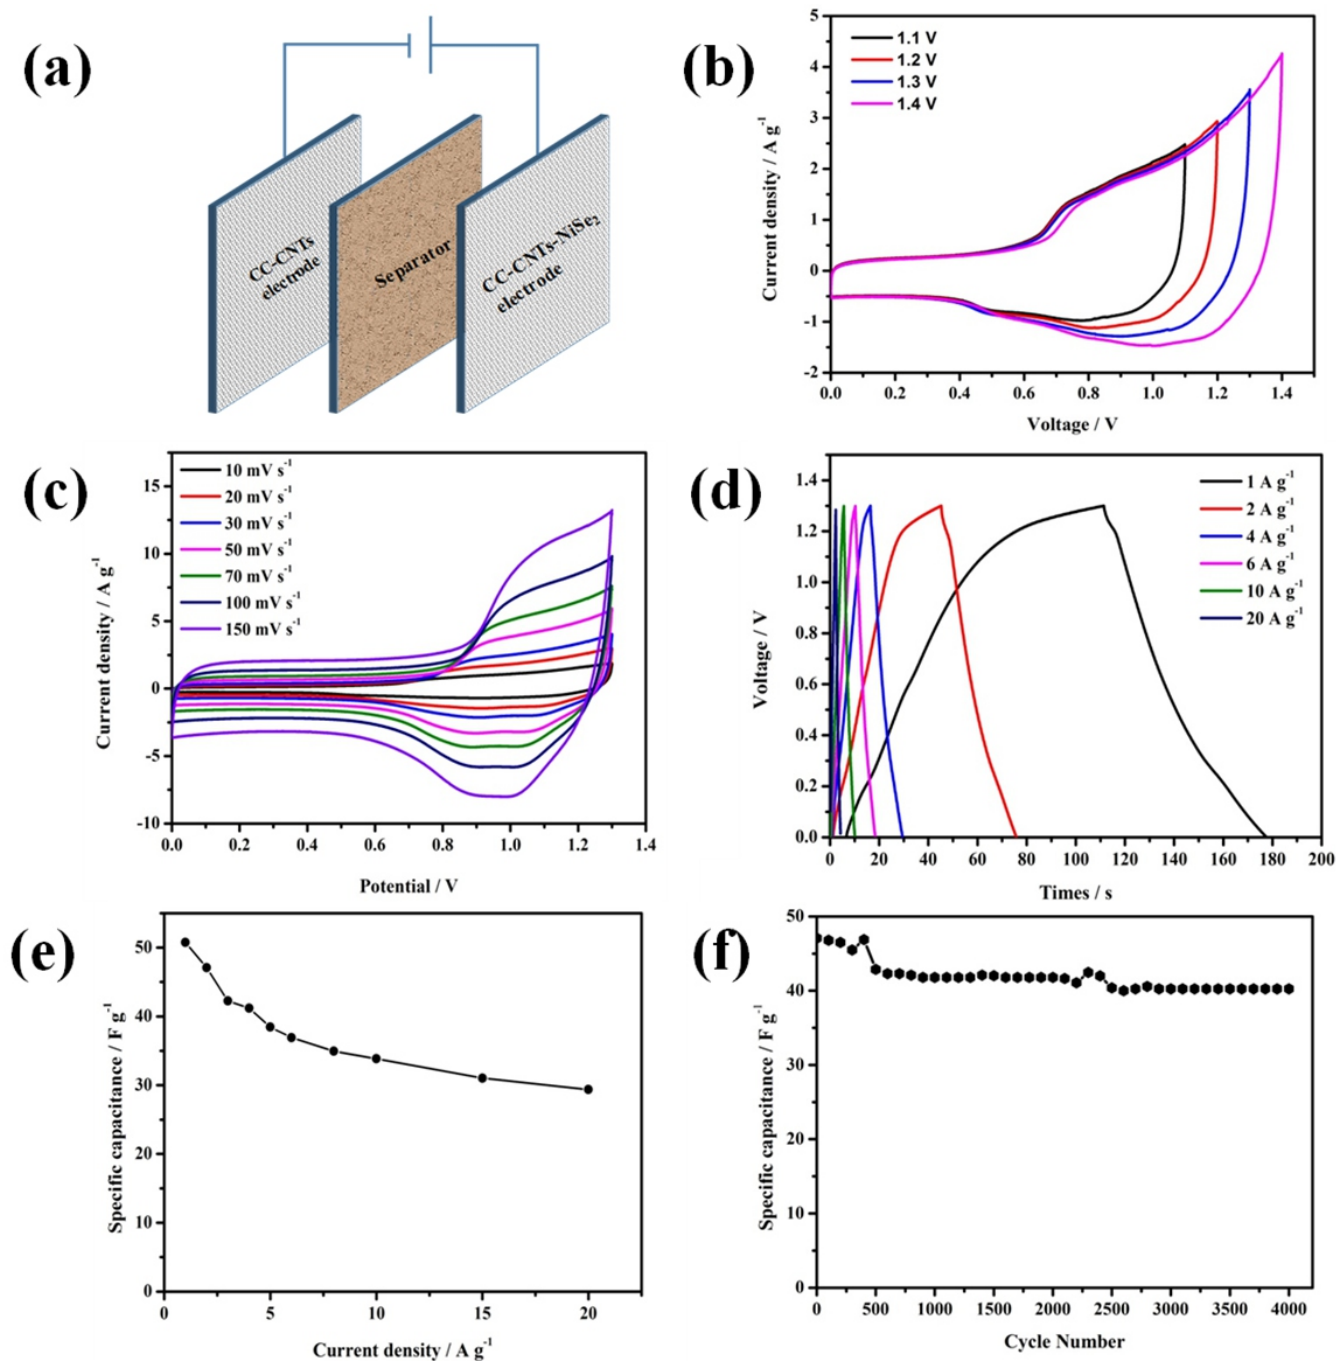 (a)
CC-CNTs
electrode
Separator
CC-CNTs-NiSe₂
electrode
(b)
1.1 V
1.2 V
1.3 V
1.4 V
Current density / A g⁻¹
5
4
3
2
1
0
-1
-2
0.0 0.2 0.4 0.6 0.8 1.0 1.2 1.4
Voltage / V
(c)
10 mV s⁻¹
20 mV s⁻¹
30 mV s⁻¹
50 mV s⁻¹
70 mV s⁻¹
100 mV s⁻¹
150 mV s⁻¹
Current density / A g⁻¹
15
10
5
0
-5
-10
0.0 0.2 0.4 0.6 0.8 1.0 1.2 1.4
Potential / V
(d)
1 A g⁻¹
2 A g⁻¹
4 A g⁻¹
6 A g⁻¹
10 A g⁻¹
20 A g⁻¹
Voltage / V
1.4
1.2
1.0
0.8
0.6
0.4
0.2
0.0
0 20 40 60 80 100 120 140 160 180 200
Times / s
(e)
Specific capacitance / F g⁻¹
50
40
30
20
10
0
0 5 10 15 20
Current density / A g⁻¹
(f)
Specific capacitance / F g⁻¹
50
40
30
20
10
0
0 500 1000 1500 2000 2500 3000 3500 4000
Cycle Number